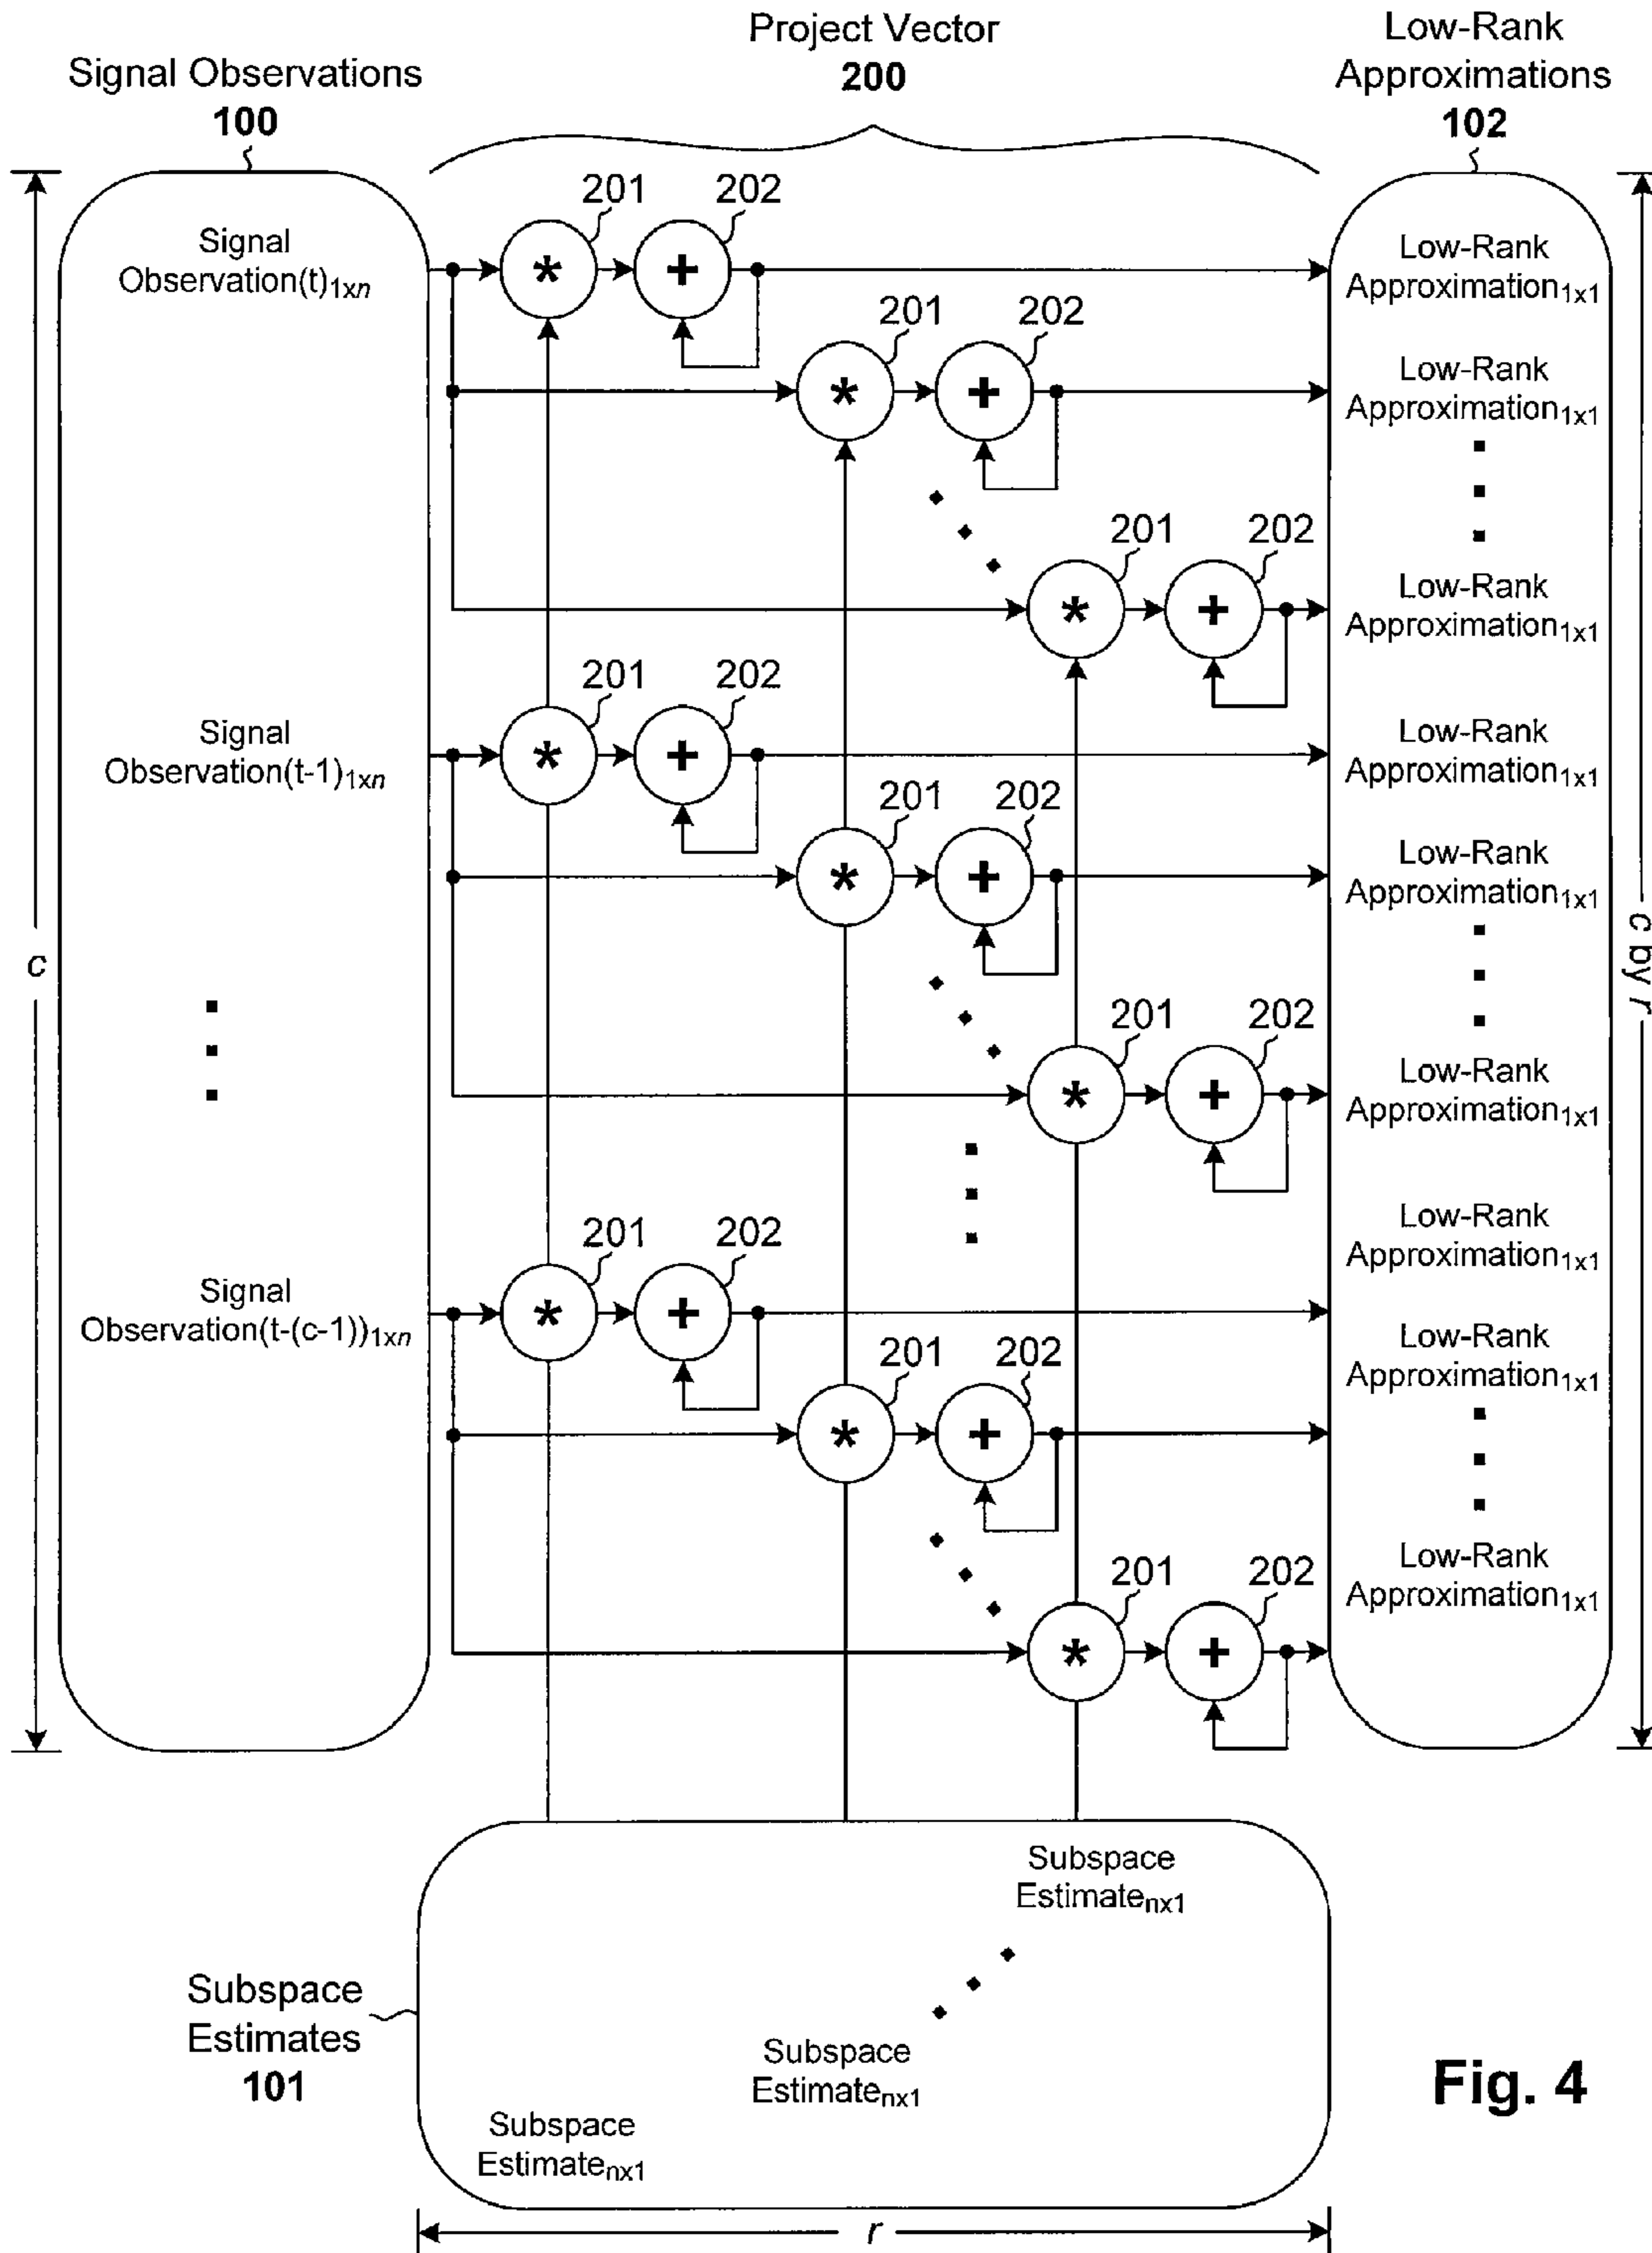 Project Vector
200
Signal Observations
100
Low-Rank
Approximations
102
c
c by r
Signal
Observation(t)1xn
201
202
Low-Rank
Approximation1x1
*
+
201
202
Low-Rank
Approximation1x1
*
+
201
202
Low-Rank
Approximation1x1
*
+
Signal
Observation(t-1)1xn
201
202
Low-Rank
Approximation1x1
*
+
201
202
Low-Rank
Approximation1x1
*
+
201
202
Low-Rank
Approximation1x1
*
+
Signal
Observation(t-(c-1))1xn
201
202
Low-Rank
Approximation1x1
*
+
201
202
Low-Rank
Approximation1x1
*
+
201
202
Low-Rank
Approximation1x1
*
+
Subspace
Estimates
101
Subspace
Estimatenx1
Subspace
Estimatenx1
Subspace
Estimatenx1
r
Fig. 4